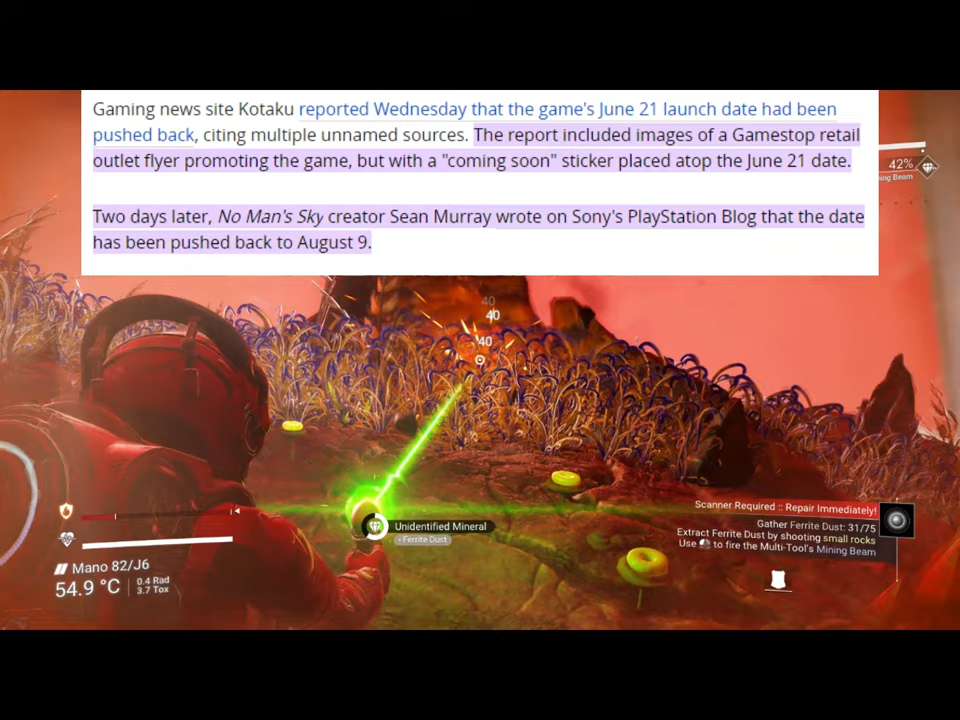 Gaming news site Kotaku reported Wednesday that the game's June 21 launch date had been
pushed back, citing multiple unnamed sources. The report included images of a Gamestop retail
outlet flyer promoting the game, but with a "coming soon" sticker placed atop the June 21 date.
Two days later, No Man's Sky creator Sean Murray wrote on Sony's PlayStation Blog that the date
has been pushed back to August 9.
42%
Beam
40
40
40
Unidentified Mineral
Ferrite Dust
Scanner Required :: Repair Immediately!
Gather Ferrite Dust: 31/75
Extract Ferrite Dust by shooting small rocks
Use to fire the Multi-Tool's Mining Beam
Mano 82/J6
54.9 °C
0.4 Rad
3.7 Tox